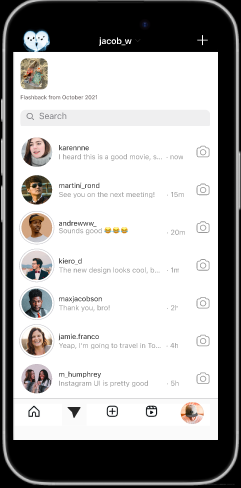 jacob_w
Flashback from October 2021
Search
karennne
I heard this is a good movie, s... · now
martini_rond
See you on the next meeting! · 15m
andrewww_
Sounds good 😂😂😂 · 20m
kiero_d
The new design looks cool, b... · 1m
maxjacobson
Thank you, bro! · 2h
jamie.franco
Yeap, I'm going to travel in To... · 4h
m_humphrey
Instagram UI is pretty good · 5h